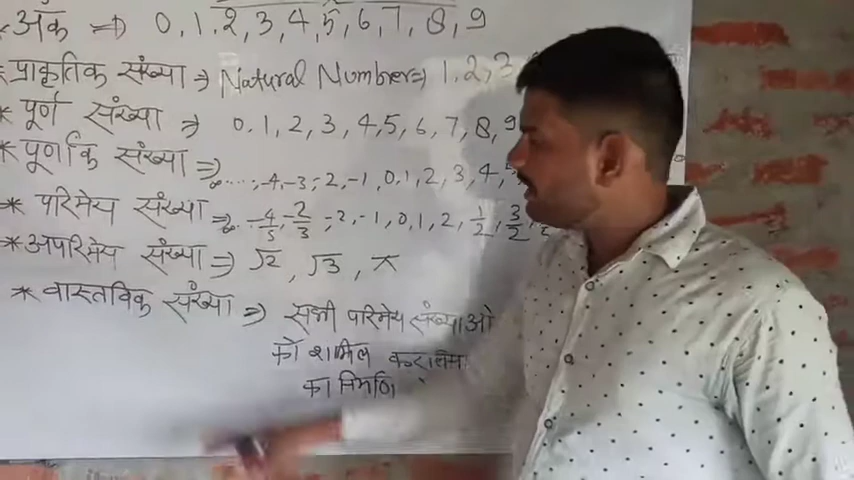 * अंक => 0, 1, 2, 3, 4, 5, 6, 7, 8, 9
* प्राकृतिक संख्या => Natural Number => 1, 2, 3,
* पूर्ण संख्या => 0, 1, 2, 3, 4, 5, 6, 7, 8, 9
* पूर्णांक संख्या => ∞ .... -4, -3, -2, -1, 0, 1, 2, 3, 4, 5
* परिमेय संख्या => ∞.. -4/5, -2/3, -2, -1, 0, 1, 2, 1/2, 3/2,
* अपरिमेय संख्या => √2, √3, π
* वास्तविक संख्या => सभी परिमेय संख्याओ
को शामिल कर
का निर्माण